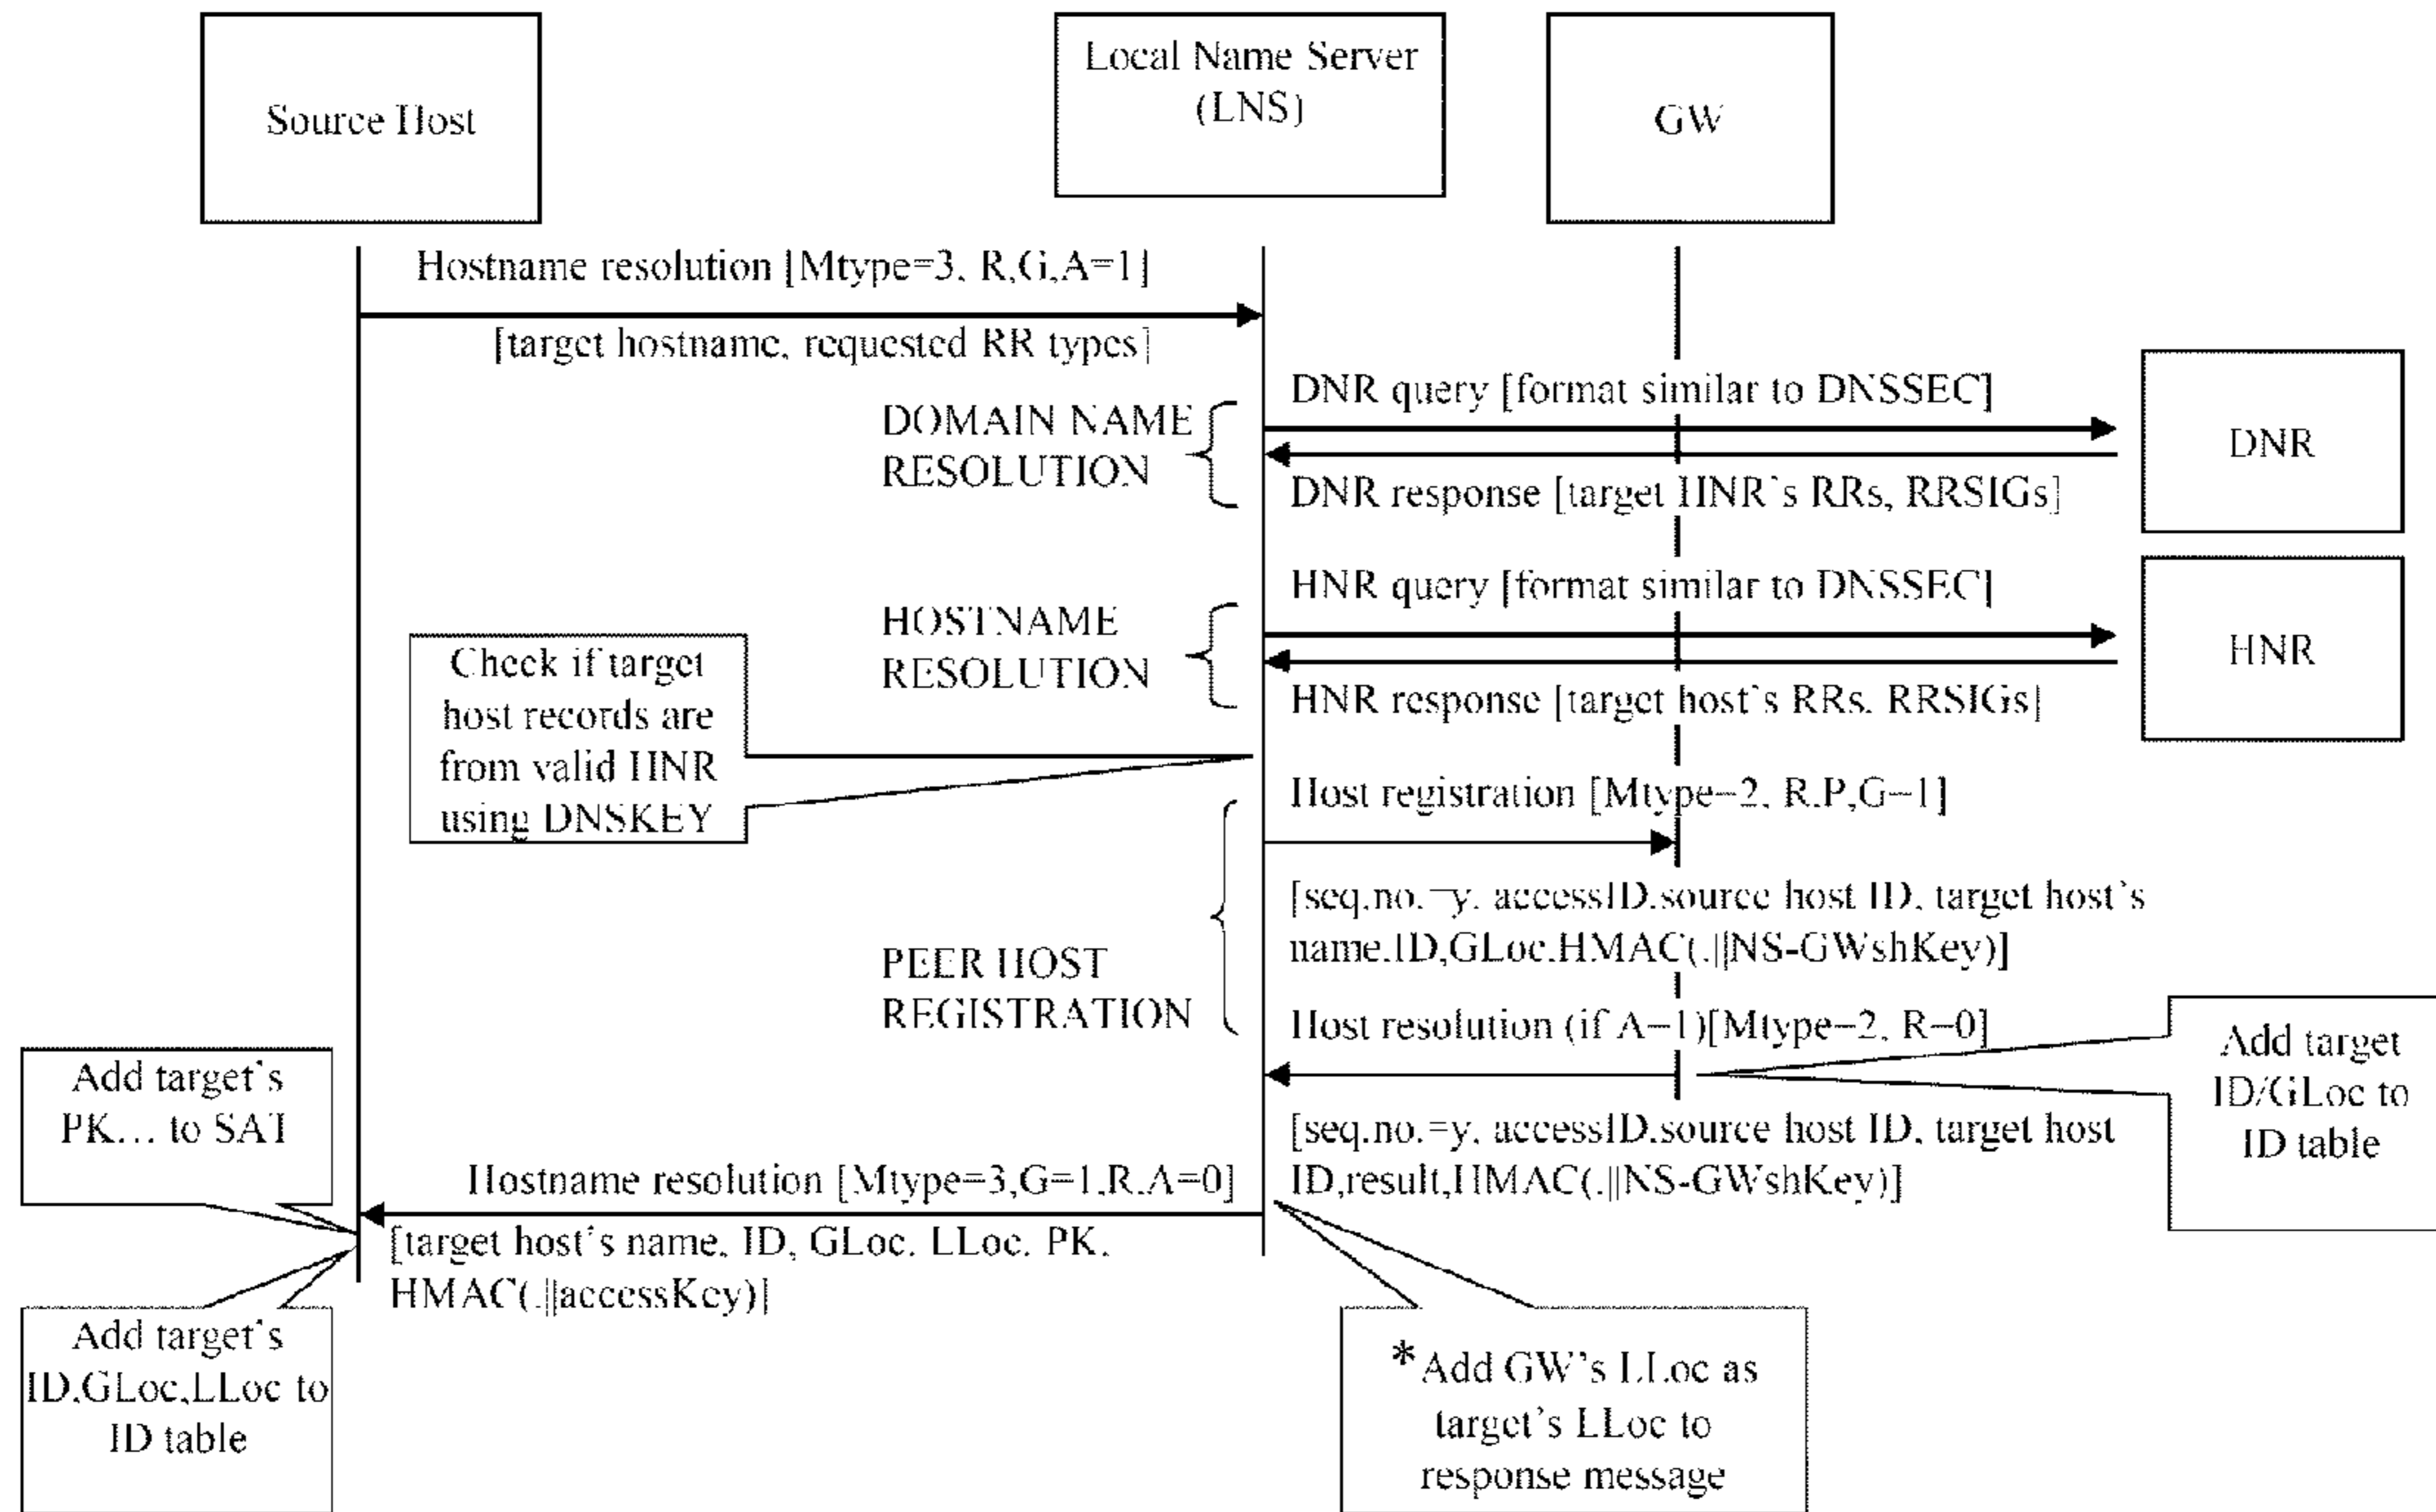 Source Host
Local Name Server
(LNS)
GW
Hostname resolution [Mtype=3, R,G,A=1]
[target hostname, requested RR types]
DNR query [format similar to DNSSEC]
DOMAIN NAME
RESOLUTION
DNR
DNR response [target HNR's RRs, RRSIGs]
HNR query [format similar to DNSSEC]
HOSTNAME
RESOLUTION
HNR
HNR response [target host's RRs, RRSIGs]
Check if target
host records are
from valid HNR
using DNSKEY
Host registration [Mtype=2, R,P,G=1]
[seq.no.=y, accessID,source host ID, target host's
name,ID,GLoc,HMAC(.||NS-GWshKey)]
PEER HOST
REGISTRATION
Host resolution (if A=1)[Mtype=2, R=0]
Add target
ID/GLoc to
ID table
Add target's
PK... to SAT
[seq.no.=y, accessID,source host ID, target host
ID,result,HMAC(.||NS-GWshKey)]
Hostname resolution [Mtype=3,G=1,R,A=0]
[target host's name, ID, GLoc, LLoc, PK,
HMAC(.||accessKey)]
Add target's
ID,GLoc,LLoc to
ID table
*Add GW's LLoc as
target's LLoc to
response message